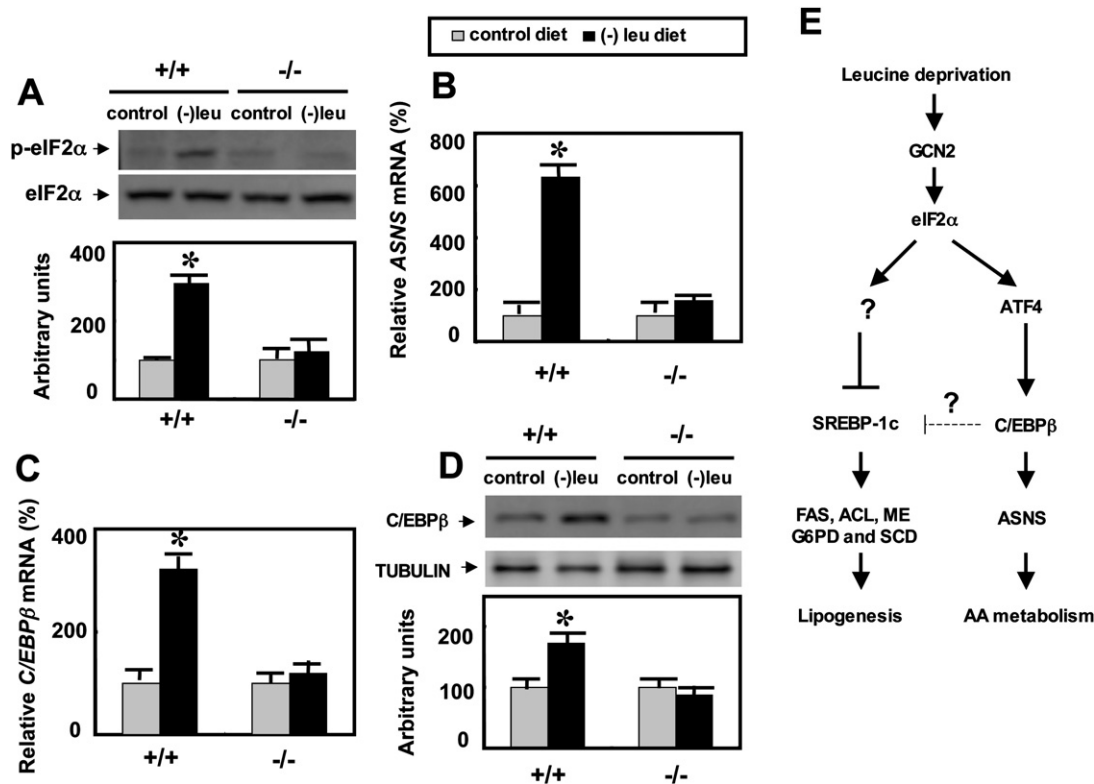 control diet (-) leu diet
A
+/+ -/-
control (-)leu control (-)leu
p-eIF2α
eIF2α
Arbitrary units
400
200
0
+/+ -/-
*
B
Relative ASNS mRNA (%)
800
600
400
200
0
*
+/+ -/-
C
Relative C/EBPβ mRNA (%)
400
200
0
*
+/+ -/-
D
+/+ -/-
control (-)leu control (-)leu
C/EBPβ
TUBULIN
Arbitrary units
200
100
0
*
+/+ -/-
E
Leucine deprivation
GCN2
eIF2α
? ATF4
?
SREBP-1c C/EBPβ
FAS, ACL, ME
G6PD and SCD
ASNS
Lipogenesis AA metabolism